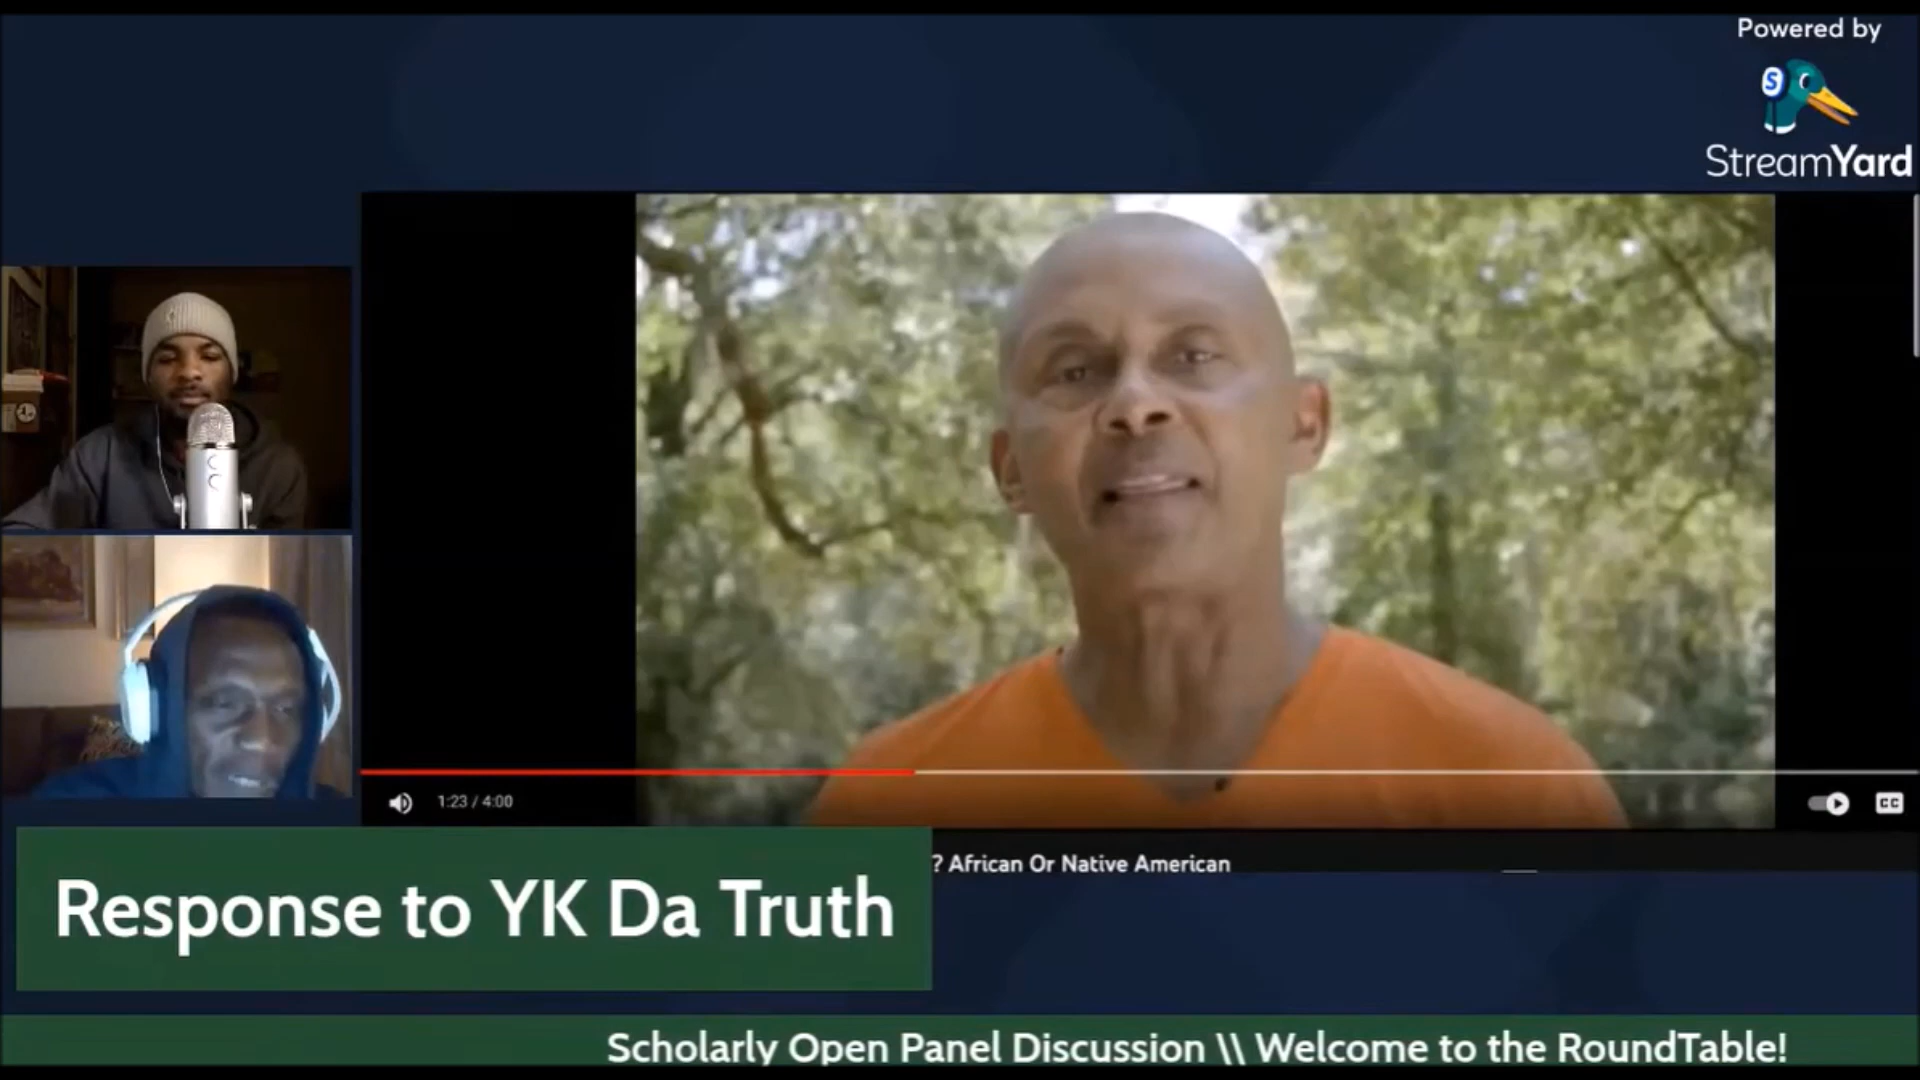 Powered by
S
StreamYard
1:23 / 4:00
CC
? African Or Native American
Response to YK Da Truth
Scholarly Open Panel Discussion \\ Welcome to the RoundTable!